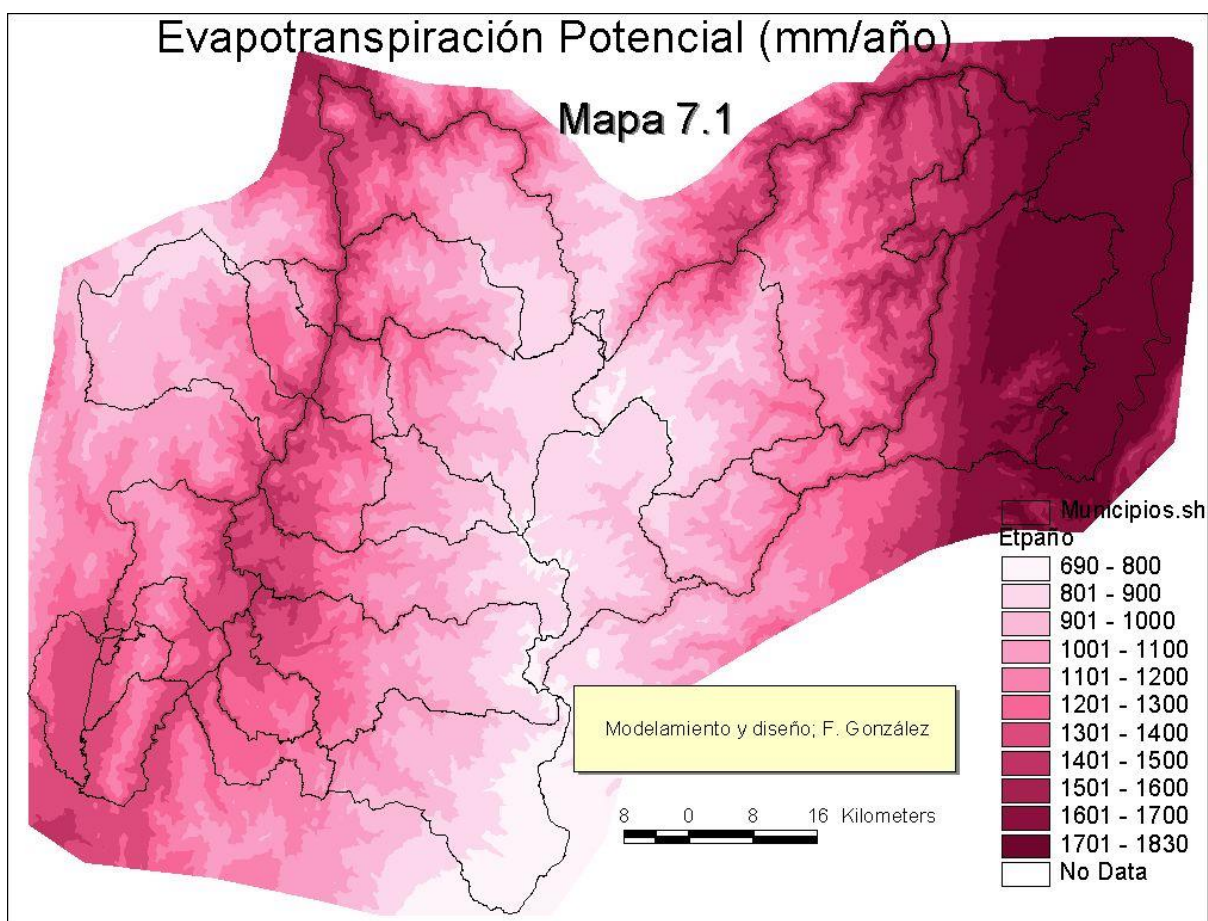 Evapotranspiración Potencial (mm/año)
Mapa 7.1
Municipios.sh
Etpaño
690 - 800
801 - 900
901 - 1000
1001 - 1100
1101 - 1200
1201 - 1300
1301 - 1400
1401 - 1500
1501 - 1600
1601 - 1700
1701 - 1830
No Data
Modelamiento y diseño; F. González
8 0 8 16 Kilometers